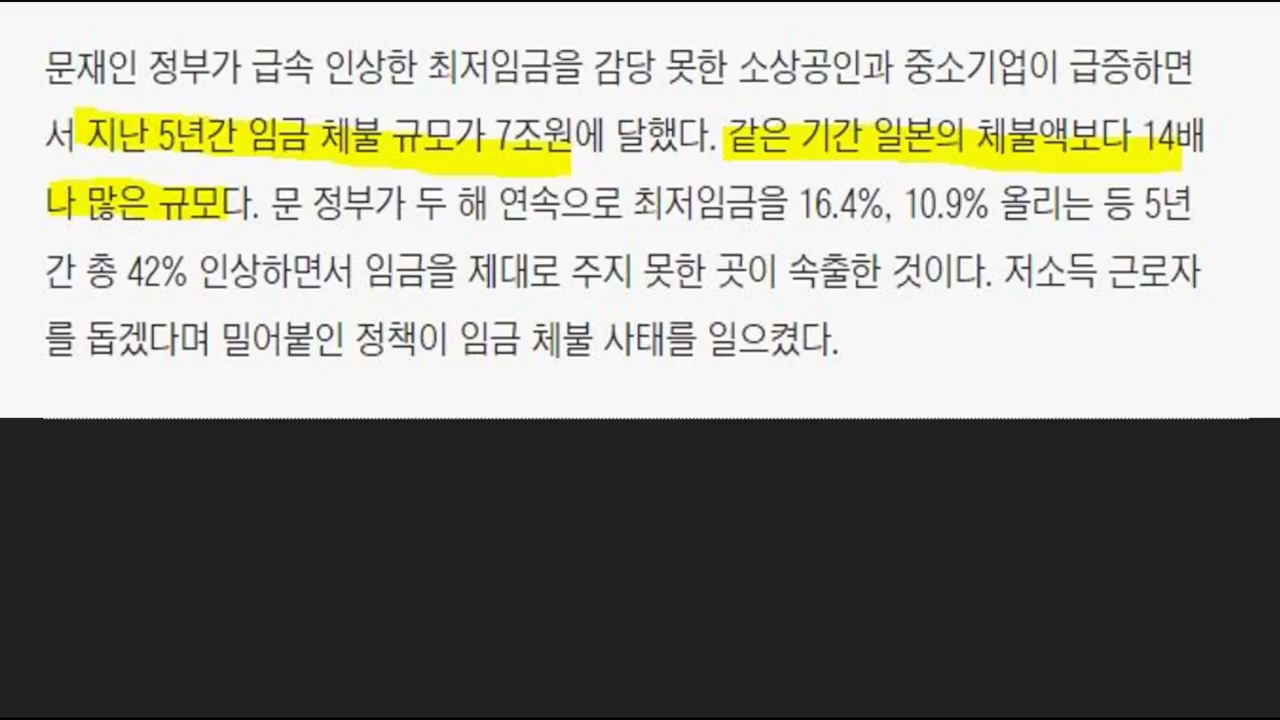 문재인 정부가 급속 인상한 최저임금을 감당 못한 소상공인과 중소기업이 급증하면
서 지난 5년간 임금 체불 규모가 7조원에 달했다. 같은 기간 일본의 체불액보다 14배
나 많은 규모다. 문 정부가 두 해 연속으로 최저임금을 16.4%, 10.9% 올리는 등 5년
간 총 42% 인상하면서 임금을 제대로 주지 못한 곳이 속출한 것이다. 저소득 근로자
를 돕겠다며 밀어붙인 정책이 임금 체불 사태를 일으켰다.